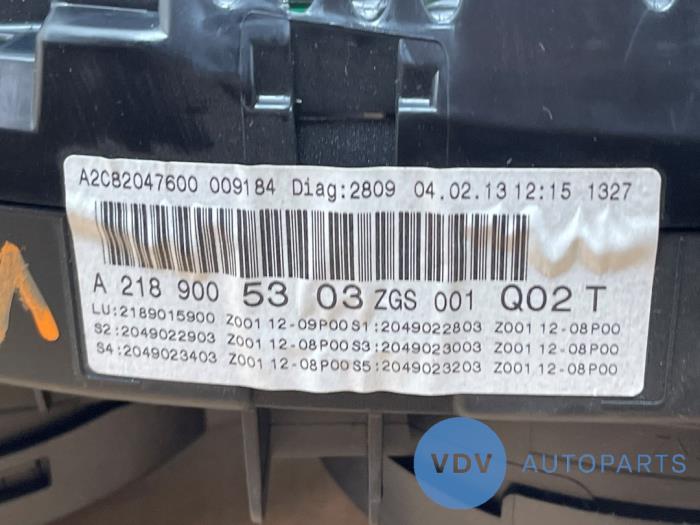 A2C82047600 009184 Diag:2809 04.02.13 12:15 1327
A 218 900 53 03 ZGS 001 Q02 T
LU:2189015900 Z001 12-09P00 S1:2049022803 Z001 12-08P00
S2:2049022903 Z001 12-08P00 S3:2049023003 Z001 12-08P00
S4:2049023403 Z001 12-08P00 S5:2049023203 Z001 12-08P00
VDV AUTOPARTS